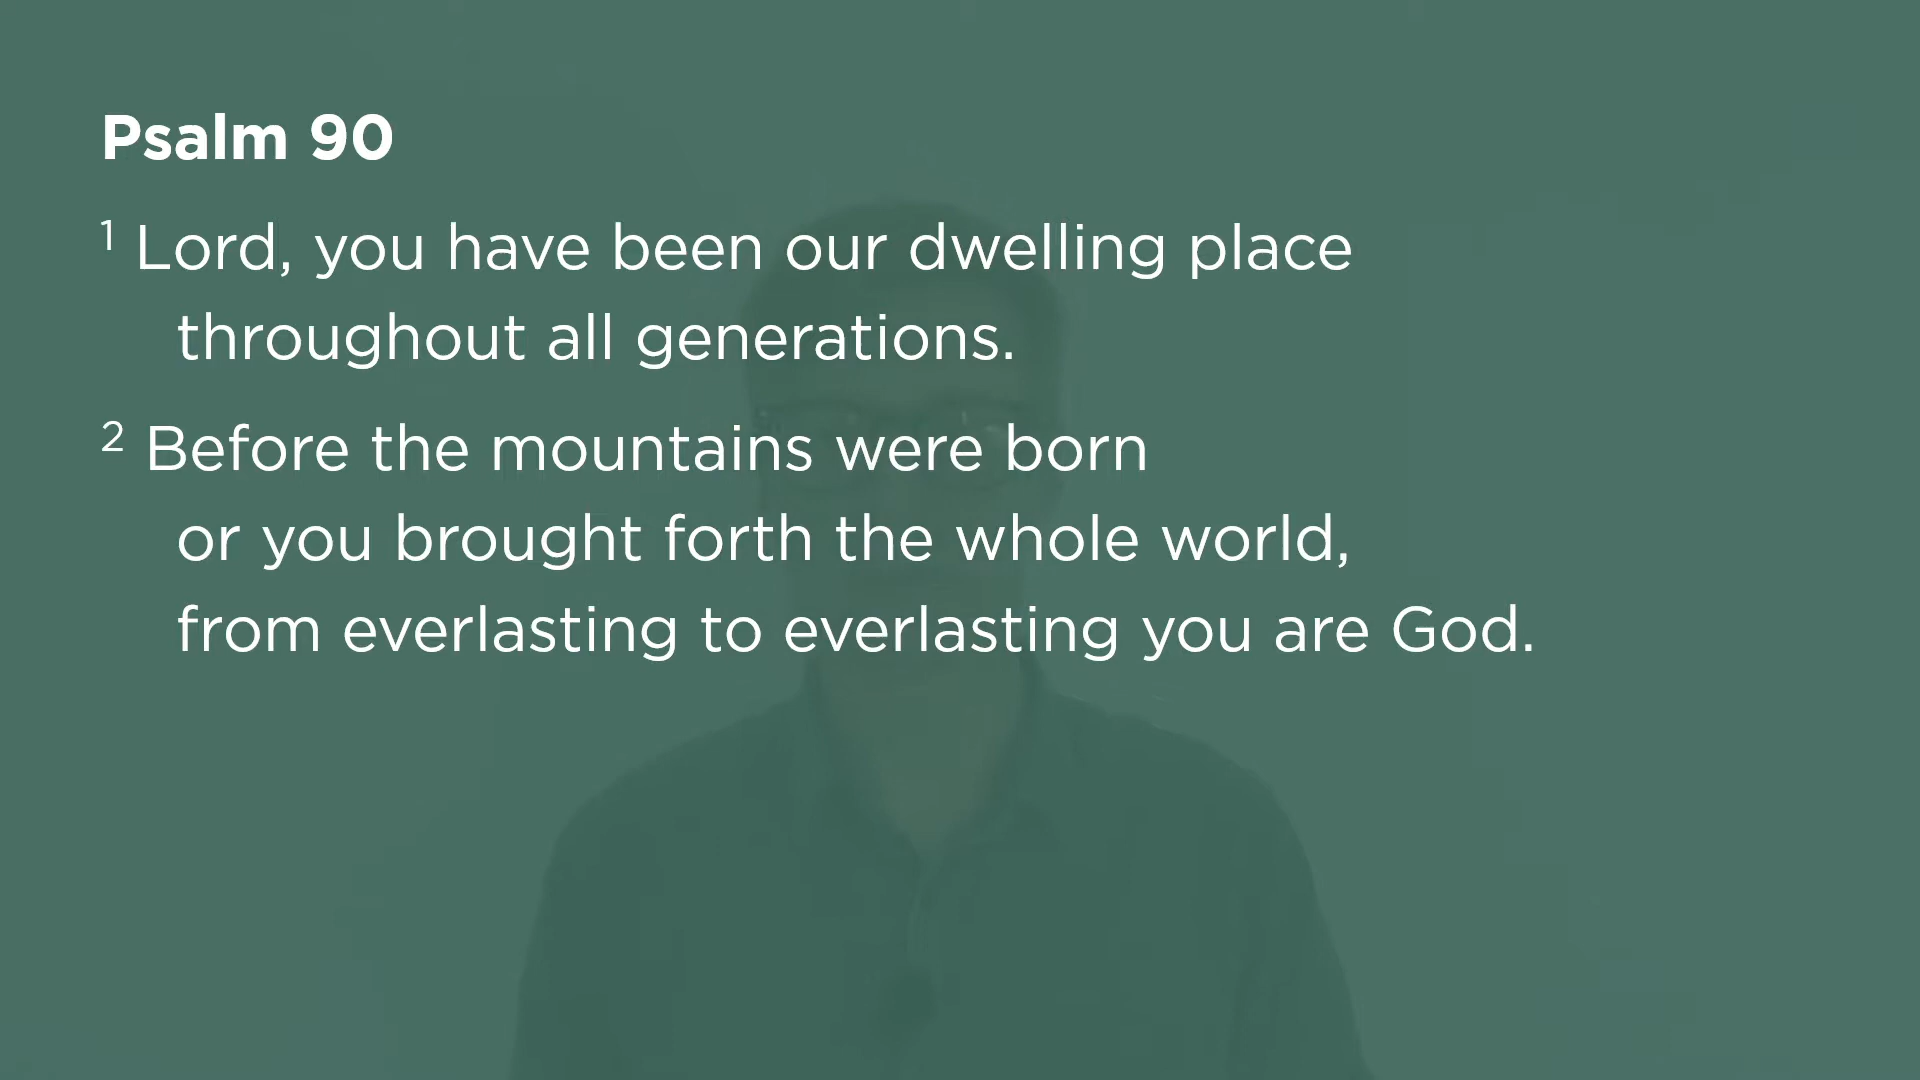 Psalm 90
1 Lord, you have been our dwelling place
throughout all generations.
2 Before the mountains were born
or you brought forth the whole world,
from everlasting to everlasting you are God.